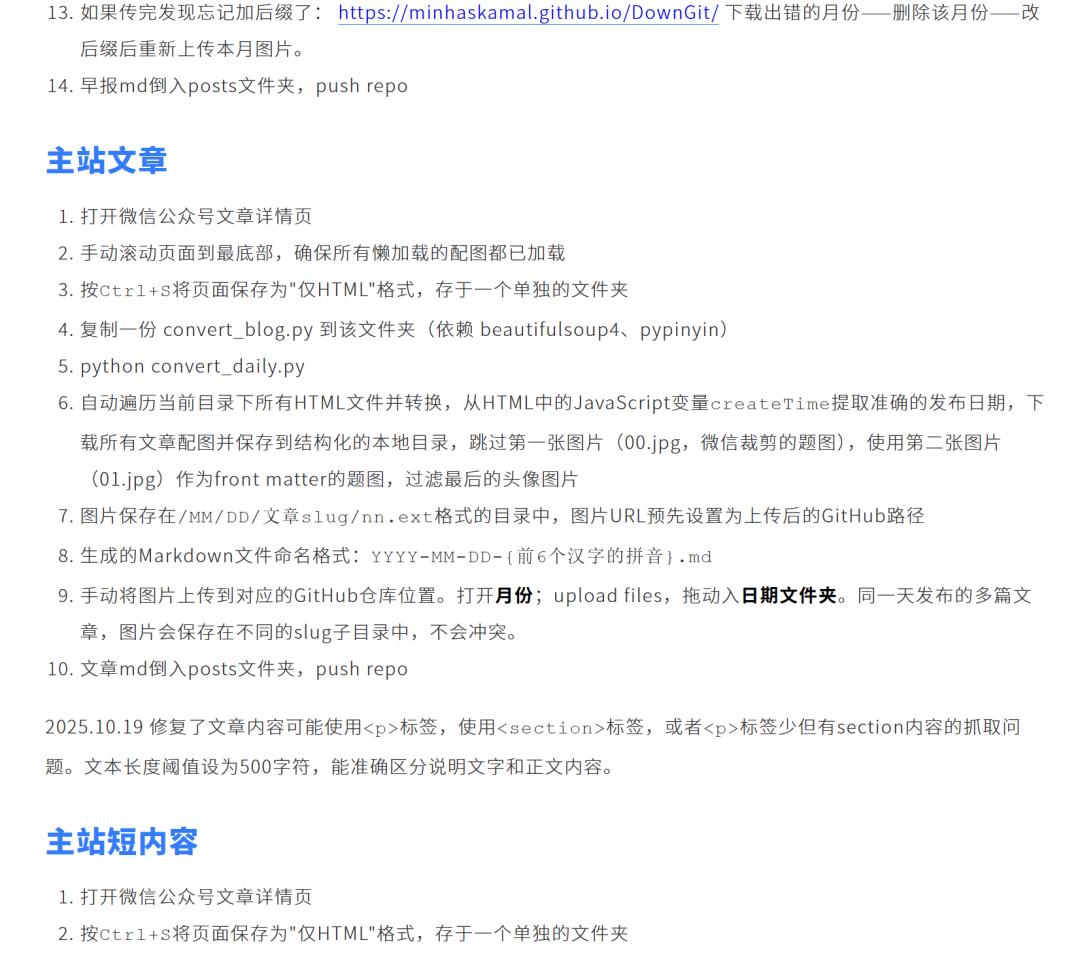 13. 如果传完发现忘记加后缀了： https://minhaskamal.github.io/DownGit/ 下载出错的月份——删除该月份——改
后缀后重新上传本月图片。
14. 早报md倒入posts文件夹，push repo
主站文章
1. 打开微信公众号文章详情页
2. 手动滚动页面到最底部，确保所有懒加载的配图都已加载
3. 按Ctrl+S将页面保存为"仅HTML"格式，存于一个单独的文件夹
4. 复制一份 convert_blog.py 到该文件夹（依赖 beautifulsoup4、pypinyin）
5. python convert_daily.py
6. 自动遍历当前目录下所有HTML文件并转换，从HTML中的JavaScript变量createTime提取准确的发布日期，下
载所有文章配图并保存到结构化的本地目录，跳过第一张图片（00.jpg，微信裁剪的题图），使用第二张图片
（01.jpg）作为front matter的题图，过滤最后的头像图片
7. 图片保存在/MM/DD/文章slug/nn.ext格式的目录中，图片URL预先设置为上传后的GitHub路径
8. 生成的Markdown文件命名格式：YYYY-MM-DD-{前6个汉字的拼音}.md
9. 手动将图片上传到对应的GitHub仓库位置。打开月份；upload files，拖动入日期文件夹。同一天发布的多篇文
章，图片会保存在不同的slug子目录中，不会冲突。
10. 文章md倒入posts文件夹，push repo
2025.10.19 修复了文章内容可能使用<p>标签，使用<section>标签，或者<p>标签少但有section内容的抓取问
题。文本长度阈值设为500字符，能准确区分说明文字和正文内容。
主站短内容
1. 打开微信公众号文章详情页
2. 按Ctrl+S将页面保存为"仅HTML"格式，存于一个单独的文件夹